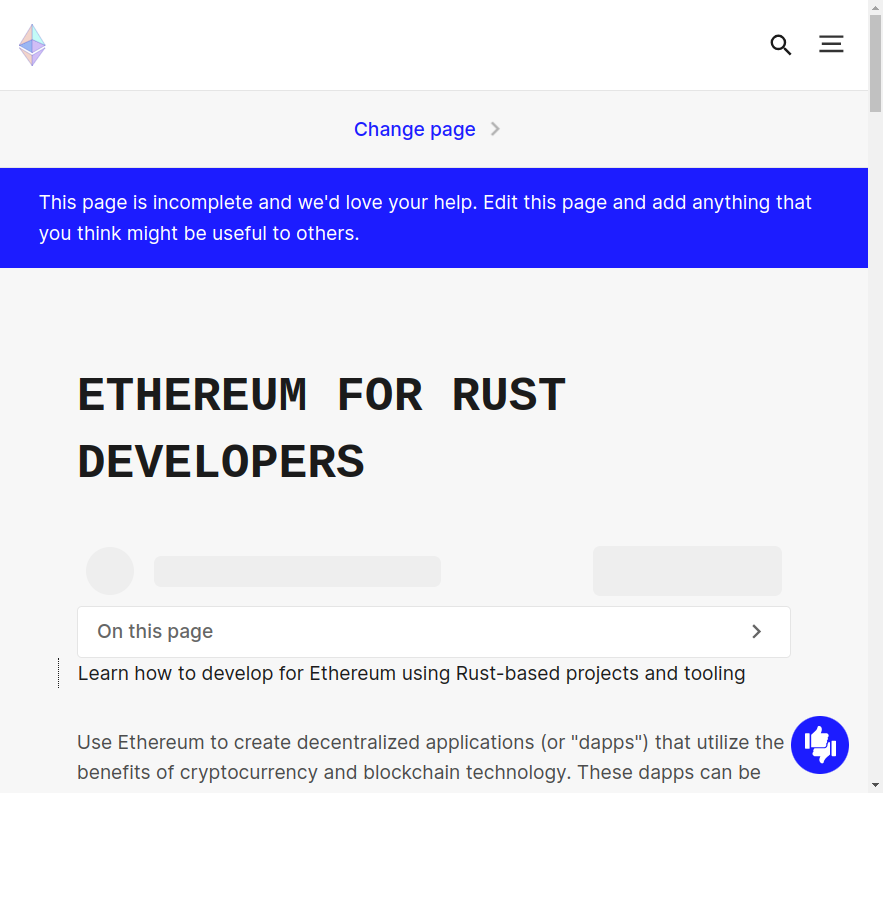 Change page
This page is incomplete and we'd love your help. Edit this page and add anything that
you think might be useful to others.
ETHEREUM FOR RUST
DEVELOPERS
On this page
Learn how to develop for Ethereum using Rust-based projects and tooling
Use Ethereum to create decentralized applications (or "dapps") that utilize the
benefits of cryptocurrency and blockchain technology. These dapps can be